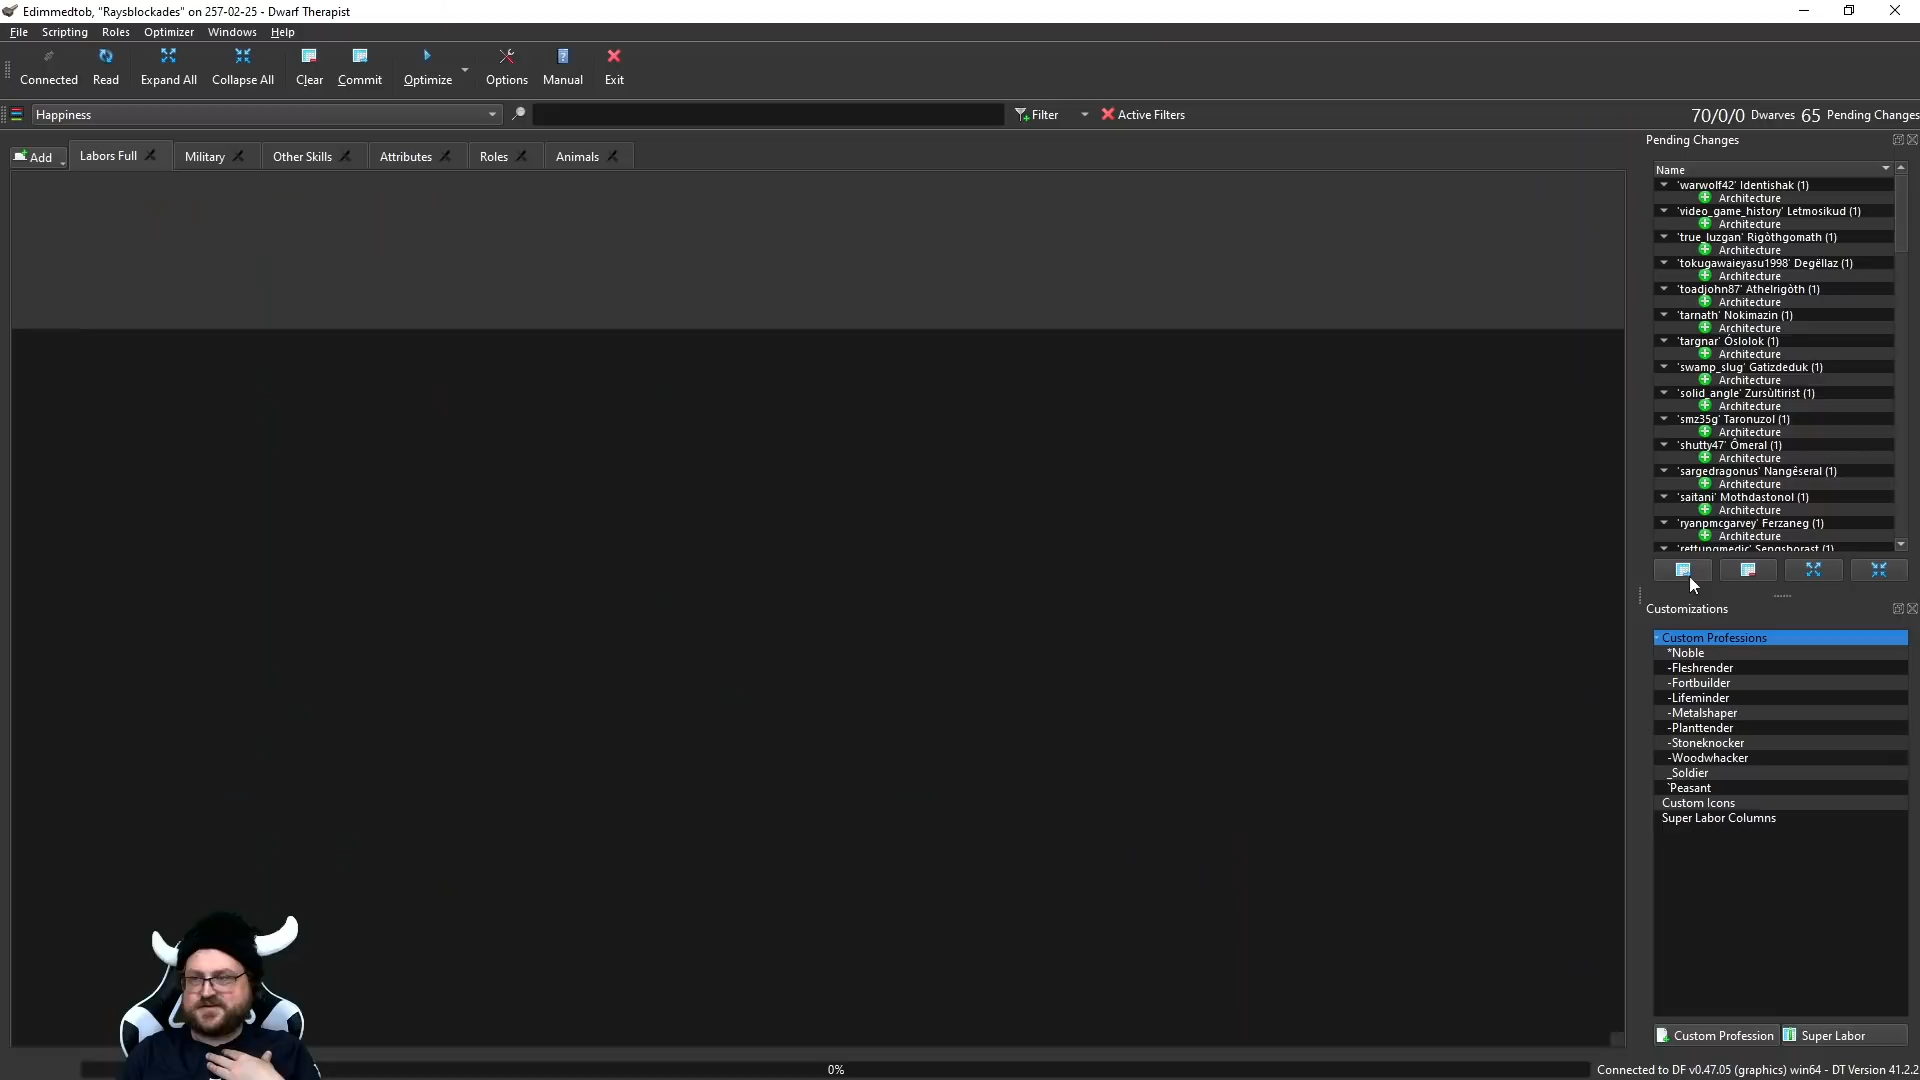 Edimmedtob, "Raysblockades" on 257-02-25 - Dwarf Therapist
File Scripting Roles Optimizer Windows Help
Connected Read Expand All Collapse All Clear Commit Optimize Options Manual Exit
Happiness Filter Active Filters 70/0/0 Dwarves 65 Pending Changes
Add Labors Full Military Other Skills Attributes Roles Animals
Pending Changes
Name
'warwolf42' Identishak (1)
Architecture
'video_game_history' Letmosikud (1)
Architecture
'true_luzgan' Rigòthgomath (1)
Architecture
'tokugawaieyasu1998' Degëllaz (1)
Architecture
'toadjohn87' Athelrigòth (1)
Architecture
'tarnath' Nokimazin (1)
Architecture
'targnar' Óslolok (1)
Architecture
'swamp_slug' Gatizdeduk (1)
Architecture
'solid_angle' Zursùltirist (1)
Architecture
'smz35g' Taronuzol (1)
Architecture
'shutty47' Ômeral (1)
Architecture
'sargedragonus' Nangêseral (1)
Architecture
'saitani' Mothdastonol (1)
Architecture
'ryanpmcgarvey' Ferzaneg (1)
Architecture
'rettungmedic' Sengshorast (1)
Customizations
Custom Professions
*Noble
-Fleshrender
-Fortbuilder
-Lifeminder
-Metalshaper
-Planttender
-Stoneknocker
-Woodwhacker
_Soldier
`Peasant
Custom Icons
Super Labor Columns
Custom Profession Super Labor
0%
Connected to DF v0.47.05 (graphics) win64 - DT Version 41.2.2